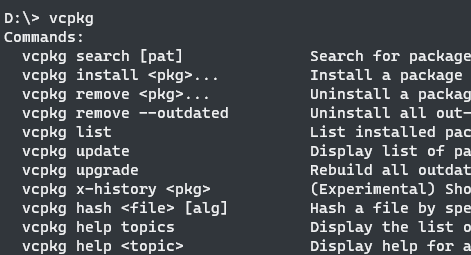 D:\> vcpkg
Commands:
  vcpkg search [pat]              Search for package
  vcpkg install <pkg>...          Install a package
  vcpkg remove <pkg>...           Uninstall a packag
  vcpkg remove --outdated         Uninstall all out-
  vcpkg list                      List installed pac
  vcpkg update                    Display list of pa
  vcpkg upgrade                   Rebuild all outdat
  vcpkg x-history <pkg>           (Experimental) Sho
  vcpkg hash <file> [alg]         Hash a file by spe
  vcpkg help topics               Display the list o
  vcpkg help <topic>              Display help for a